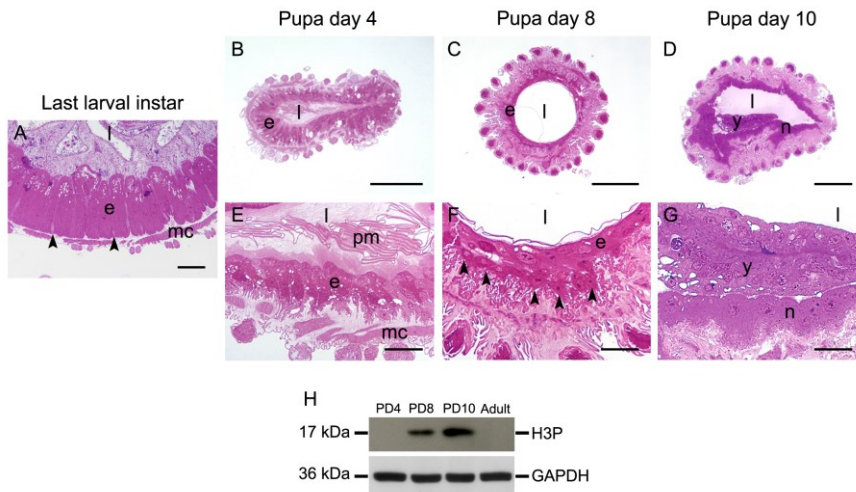 Pupa day 4
Pupa day 8
Pupa day 10
Last larval instar
A
l
e
mc
B
l
e
C
e
l
D
l
y
n
E
l
pm
e
mc
F
l
e
G
l
y
n
H
PD4 PD8 PD10 Adult
17 kDa H3P
36 kDa GAPDH